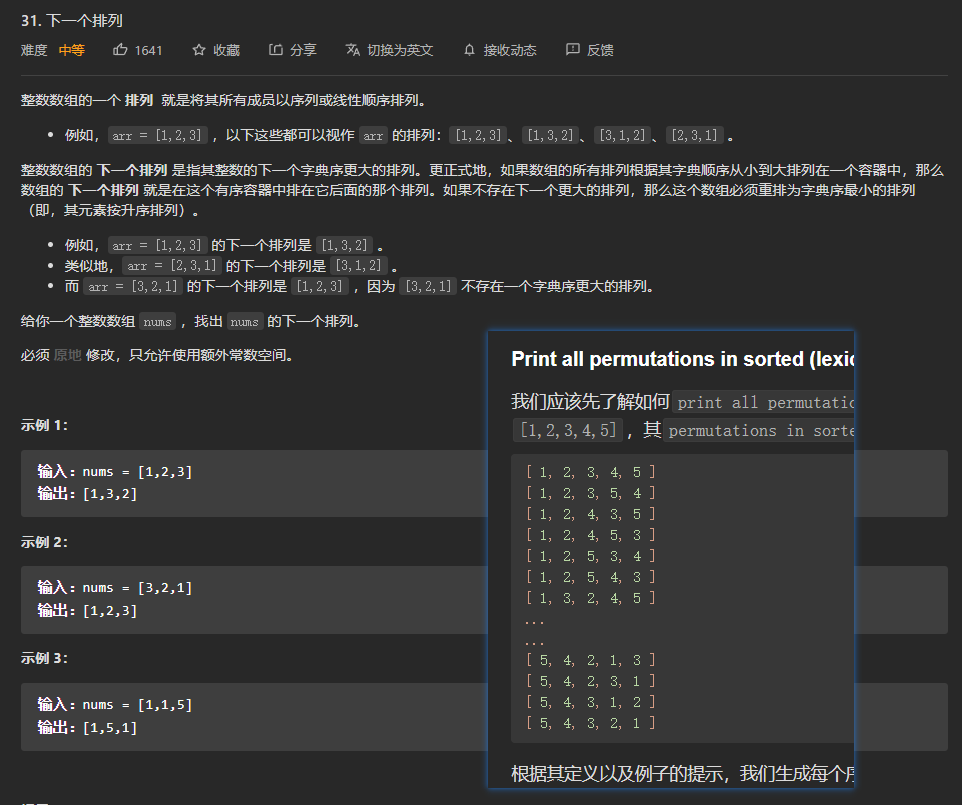 31. 下一个排列
难度 中等 1641 收藏 分享 切换为英文 接收动态 反馈
整数数组的一个 排列 就是将其所有成员以序列或线性顺序排列。
• 例如，arr = [1,2,3] ，以下这些都可以视作 arr 的排列：[1,2,3]、[1,3,2]、[3,1,2]、[2,3,1] 。
整数数组的 下一个排列 是指其整数的下一个字典序更大的排列。更正式地，如果数组的所有排列根据其字典顺序从小到大排列在一个容器中，那么
数组的 下一个排列 就是在这个有序容器中排在它后面的那个排列。如果不存在下一个更大的排列，那么这个数组必须重排为字典序最小的排列
（即，其元素按升序排列）。
• 例如，arr = [1,2,3] 的下一个排列是 [1,3,2] 。
• 类似地，arr = [2,3,1] 的下一个排列是 [3,1,2] 。
• 而 arr = [3,2,1] 的下一个排列是 [1,2,3] ，因为 [3,2,1] 不存在一个字典序更大的排列。
给你一个整数数组 nums ，找出 nums 的下一个排列。
必须 原地 修改，只允许使用额外常数空间。
示例 1：
输入：nums = [1,2,3]
输出：[1,3,2]
示例 2：
输入：nums = [3,2,1]
输出：[1,2,3]
示例 3：
输入：nums = [1,1,5]
输出：[1,5,1]
Print all permutations in sorted (lexic
我们应该先了解如何 print all permutatio
[1,2,3,4,5] ，其 permutations in sorte
[ 1, 2, 3, 4, 5 ]
[ 1, 2, 3, 5, 4 ]
[ 1, 2, 4, 3, 5 ]
[ 1, 2, 4, 5, 3 ]
[ 1, 2, 5, 3, 4 ]
[ 1, 2, 5, 4, 3 ]
[ 1, 3, 2, 4, 5 ]
...
...
[ 5, 4, 2, 1, 3 ]
[ 5, 4, 2, 3, 1 ]
[ 5, 4, 3, 1, 2 ]
[ 5, 4, 3, 2, 1 ]
根据其定义以及例子的提示，我们生成每个